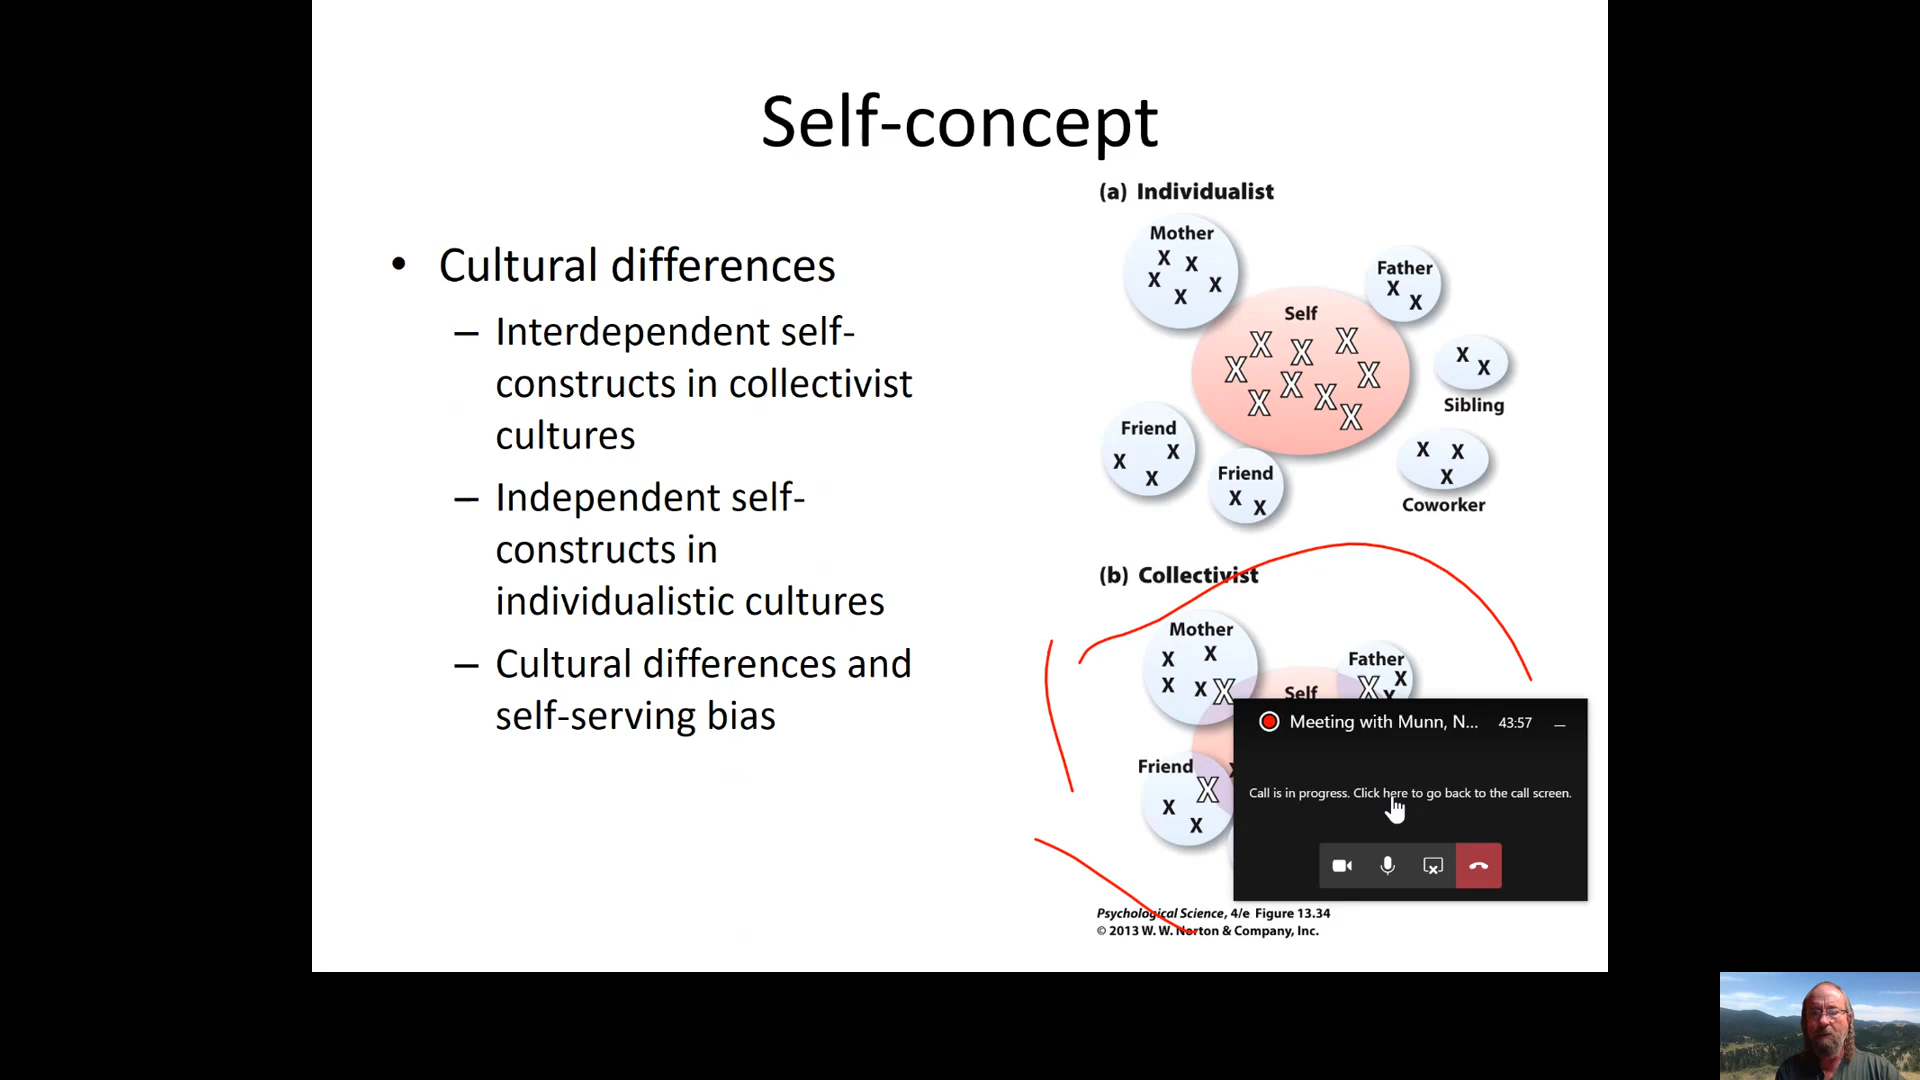 Self-concept
• Cultural differences
– Interdependent self-
constructs in collectivist
cultures
– Independent self-
constructs in
individualistic cultures
– Cultural differences and
self-serving bias
(a) Individualist
Mother
X X
X X
X
Father
X
X
Self
X X X
X X X
X X X
X
X
Sibling
Friend
X X
X
Friend
X
X
X X
X
Coworker
(b) Collectivist
Mother
X X
X X X
Father
X X
X
Self
Friend
X
X
X
Meeting with Munn, N... 43:57
Call is in progress. Click here to go back to the call screen.
Psychological Science, 4/e Figure 13.34
© 2013 W. W. Norton & Company, Inc.